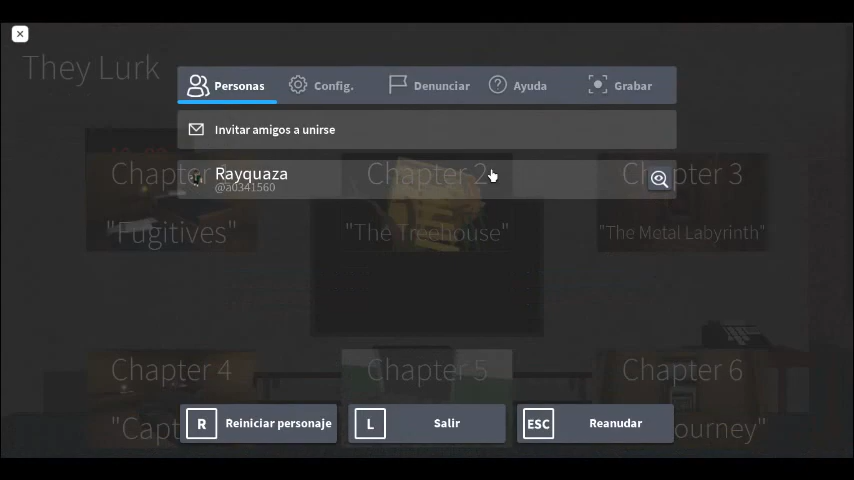 They Lurk
Personas
Config.
Denunciar
Ayuda
Grabar
Invitar amigos a unirse
Rayquaza
@a0341560
Chapter 2
Chapter 3
"Fugitives"
"The Treehouse"
"The Metal Labyrinth"
Chapter 4
Chapter 5
Chapter 6
R Reiniciar personaje
L Salir
ESC Reanudar